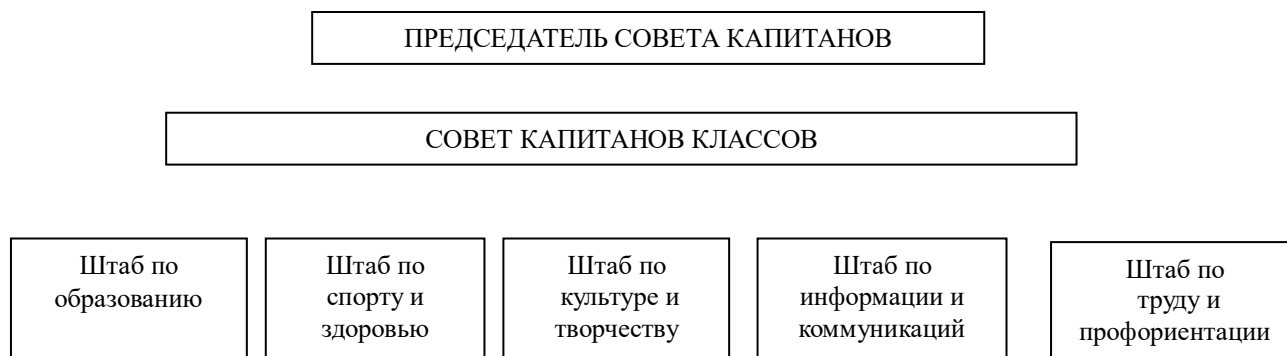 ПРЕДСЕДАТЕЛЬ СОВЕТА КАПИТАНОВ
СОВЕТ КАПИТАНОВ КЛАССОВ
Штаб по
образованию
Штаб по
спорту и
здоровью
Штаб по
культуре и
творчеству
Штаб по
информации и
коммуникаций
Штаб по
труду и
профориентации